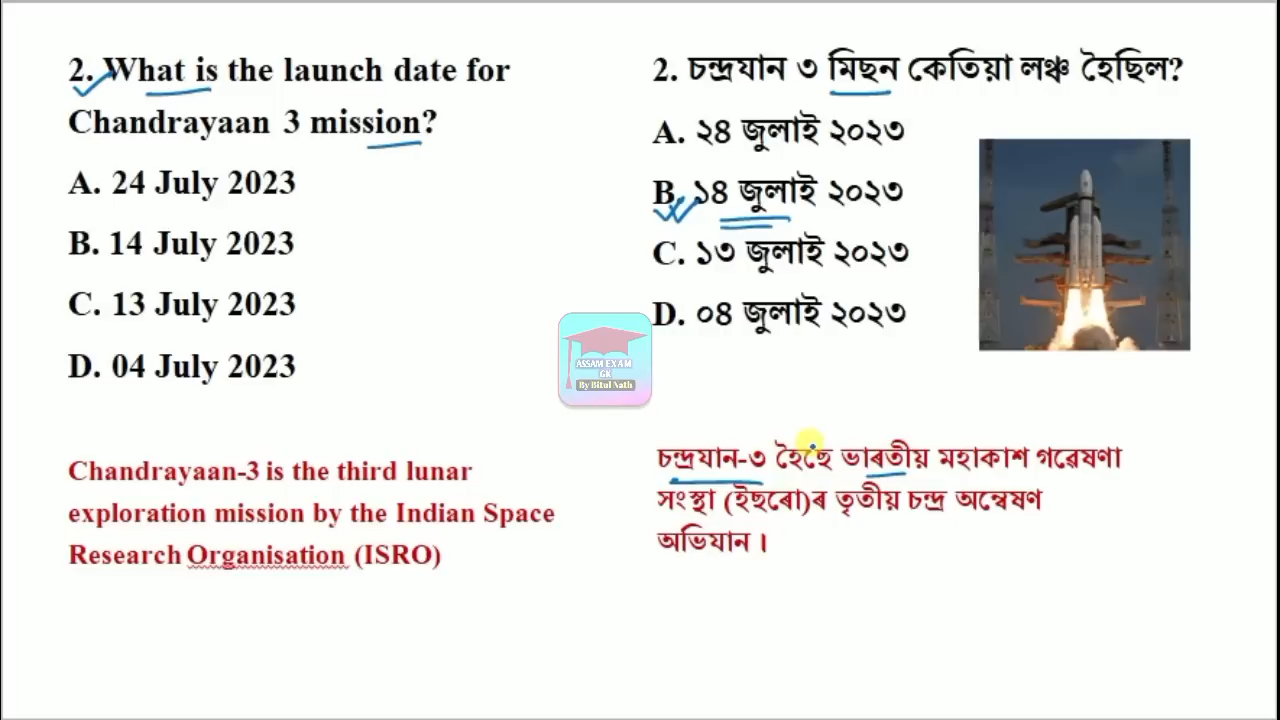 2. What is the launch date for
Chandrayaan 3 mission?
A. 24 July 2023
B. 14 July 2023
C. 13 July 2023
D. 04 July 2023
Chandrayaan-3 is the third lunar
exploration mission by the Indian Space
Research Organisation (ISRO)
2. চন্দ্ৰযান ৩ মিছন কেতিয়া লঞ্চ হৈছিল?
A. ২৪ জুলাই ২০২৩
B. ১৪ জুলাই ২০২৩
C. ১৩ জুলাই ২০২৩
D. ০৪ জুলাই ২০২৩
চন্দ্ৰযান-৩ হৈছে ভাৰতীয় মহাকাশ গৱেষণা
সংস্থা (ইছৰো)ৰ তৃতীয় চন্দ্ৰ অন্বেষণ
অভিযান।
ASSAM EXAM
GK
By Bitul Nath